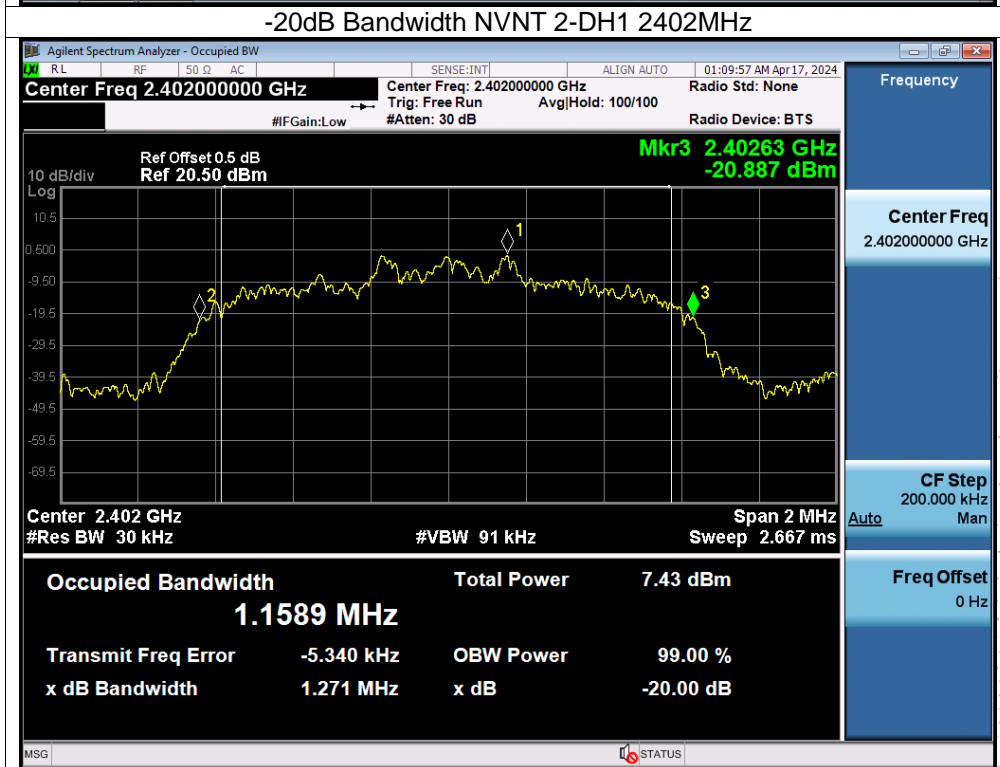 -20dB Bandwidth NVNT 2-DH1 2402MHz
Agilent Spectrum Analyzer - Occupied BW
LXI RL RF 50 Ω AC SENSE:INT ALIGN AUTO 01:09:57 AM Apr 17, 2024
Center Freq 2.402000000 GHz
Center Freq: 2.402000000 GHz
Radio Std: None
Trig: Free Run Avg|Hold: 100/100
#IFGain:Low #Atten: 30 dB Radio Device: BTS
Frequency
Mkr3 2.40263 GHz
-20.887 dBm
Ref Offset 0.5 dB
10 dB/div Ref 20.50 dBm
Log
10.5
0.500
-9.50
-19.5
-29.5
-39.5
-49.5
-59.5
-69.5
1
2
3
Center 2.402 GHz Span 2 MHz
#Res BW 30 kHz #VBW 91 kHz Sweep 2.667 ms
Occupied Bandwidth Total Power 7.43 dBm
1.1589 MHz
Transmit Freq Error -5.340 kHz OBW Power 99.00 %
x dB Bandwidth 1.271 MHz x dB -20.00 dB
Center Freq
2.402000000 GHz
CF Step
200.000 kHz
Auto Man
Freq Offset
0 Hz
MSG STATUS